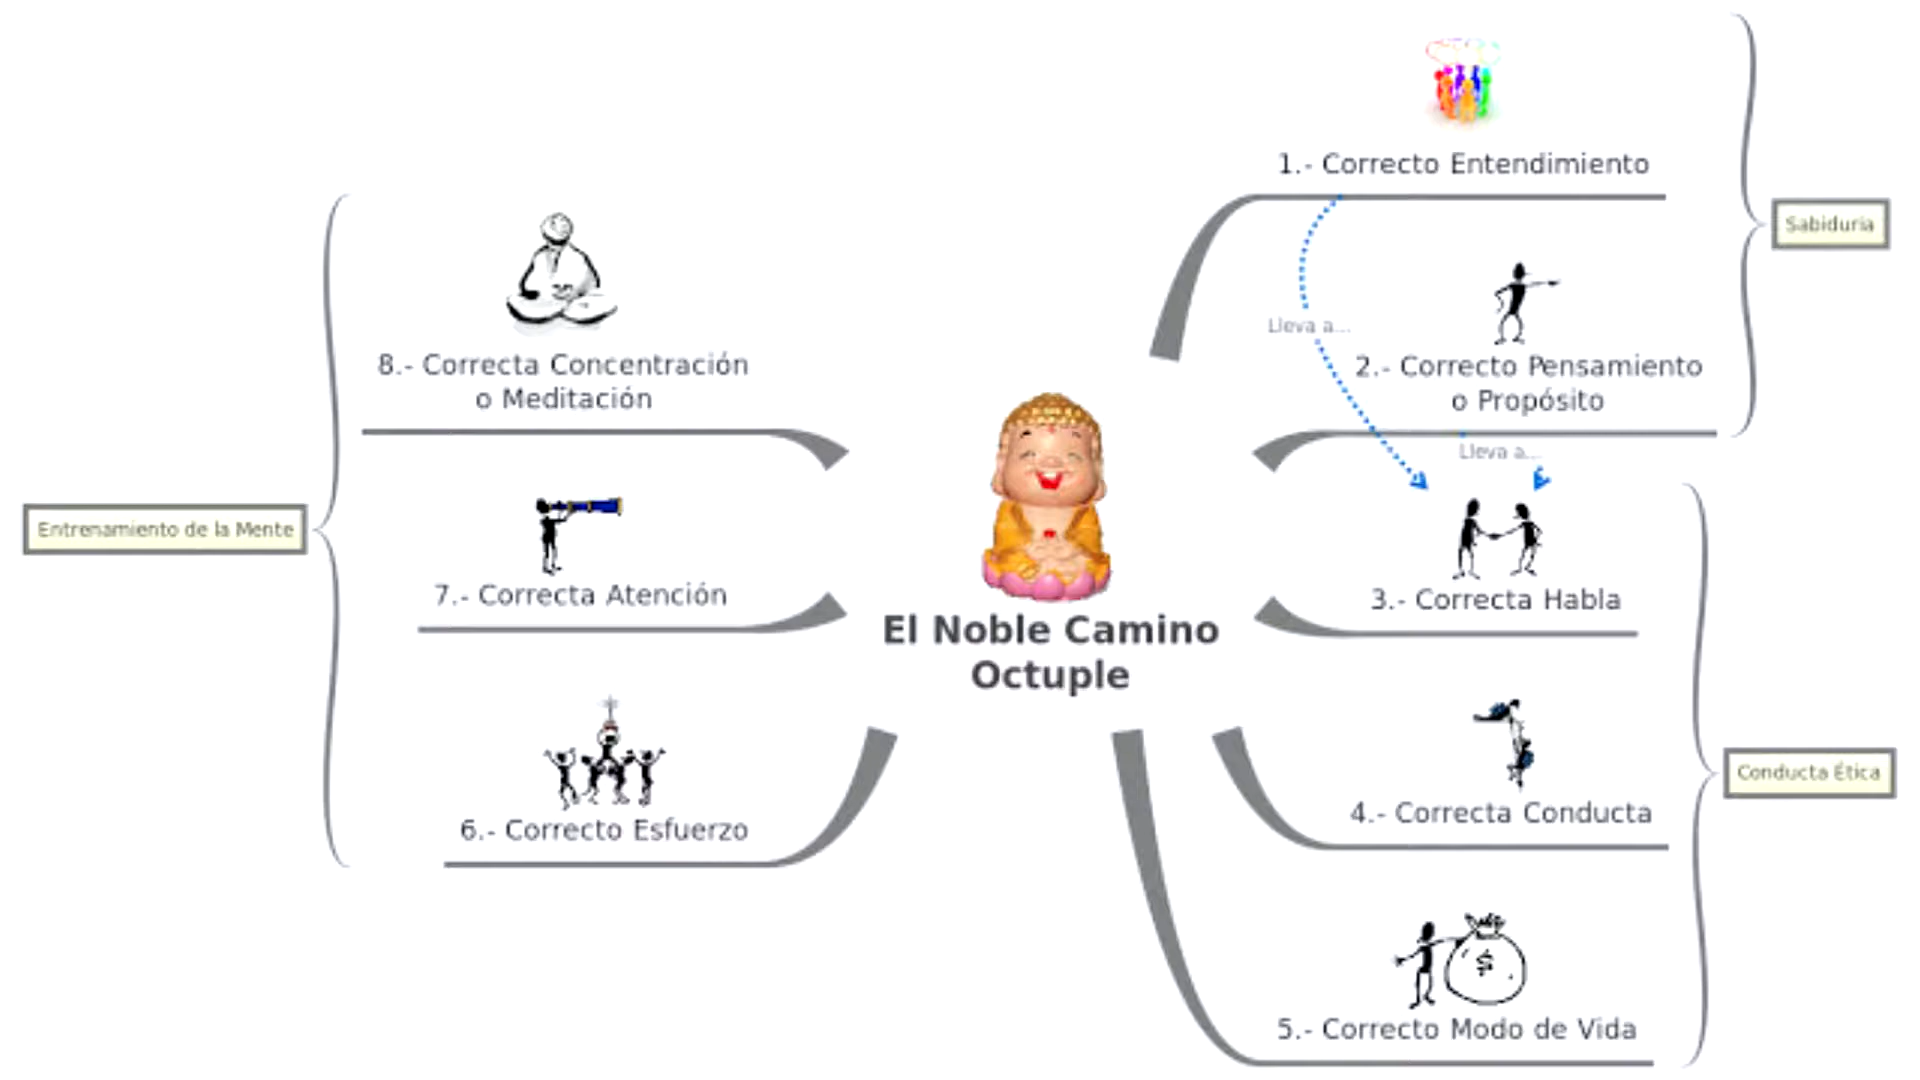 El Noble Camino
Octuple
1.- Correcto Entendimiento
Lleva a...
2.- Correcto Pensamiento
o Propósito
Sabiduria
Lleva a...
3.- Correcta Habla
4.- Correcta Conducta
5.- Correcto Modo de Vida
$
Conducta Ética
6.- Correcto Esfuerzo
7.- Correcta Atención
8.- Correcta Concentración
o Meditación
Entrenamiento de la Mente